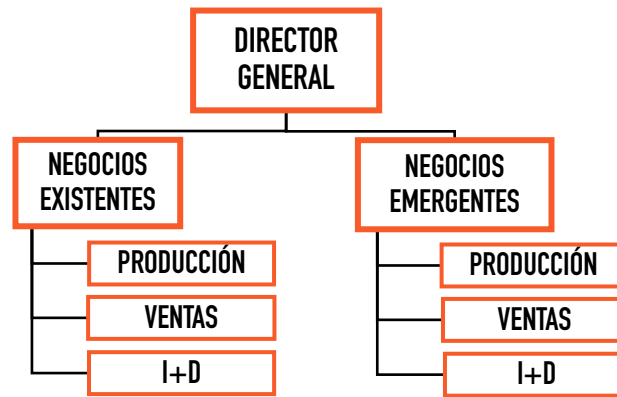 DIRECTOR
GENERAL
NEGOCIOS
EXISTENTES
PRODUCCIÓN
VENTAS
I+D
NEGOCIOS
EMERGENTES
PRODUCCIÓN
VENTAS
I+D